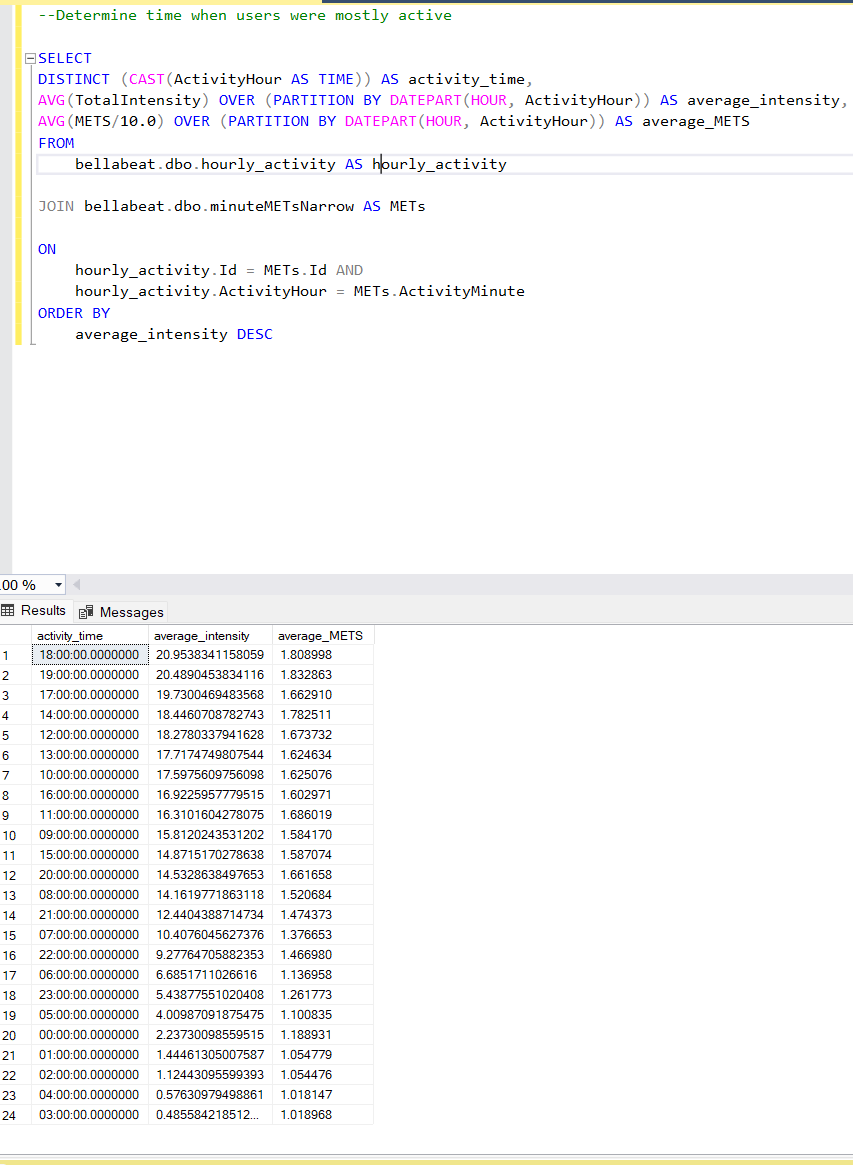 --Determine time when users were mostly active
SELECT
DISTINCT (CAST(ActivityHour AS TIME)) AS activity_time,
AVG(TotalIntensity) OVER (PARTITION BY DATEPART(HOUR, ActivityHour)) AS average_intensity,
AVG(METS/10.0) OVER (PARTITION BY DATEPART(HOUR, ActivityHour)) AS average_METS
FROM
bellabeat.dbo.hourly_activity AS hourly_activity
JOIN bellabeat.dbo.minuteMETsNarrow AS METs
ON
hourly_activity.Id = METs.Id AND
hourly_activity.ActivityHour = METs.ActivityMinute
ORDER BY
average_intensity DESC
.00 %
Results Messages
activity_time average_intensity average_METS
1 18:00:00.0000000 20.9538341158059 1.808998
2 19:00:00.0000000 20.4890453834116 1.832863
3 17:00:00.0000000 19.7300469483568 1.662910
4 14:00:00.0000000 18.4460708782743 1.782511
5 12:00:00.0000000 18.2780337941628 1.673732
6 13:00:00.0000000 17.7174749807544 1.624634
7 10:00:00.0000000 17.5975609756098 1.625076
8 16:00:00.0000000 16.9225957779515 1.602971
9 11:00:00.0000000 16.3101604278075 1.686019
10 09:00:00.0000000 15.8120243531202 1.584170
11 15:00:00.0000000 14.8715170278638 1.587074
12 20:00:00.0000000 14.5328638497653 1.661658
13 08:00:00.0000000 14.1619771863118 1.520684
14 21:00:00.0000000 12.4404388714734 1.474373
15 07:00:00.0000000 10.4076045627376 1.376653
16 22:00:00.0000000 9.27764705882353 1.466980
17 06:00:00.0000000 6.6851711026616 1.136958
18 23:00:00.0000000 5.43877551020408 1.261773
19 05:00:00.0000000 4.00987091875475 1.100835
20 00:00:00.0000000 2.23730098559515 1.188931
21 01:00:00.0000000 1.44461305007587 1.054779
22 02:00:00.0000000 1.12443095599393 1.054476
23 04:00:00.0000000 0.57630979498861 1.018147
24 03:00:00.0000000 0.485584218512... 1.018968